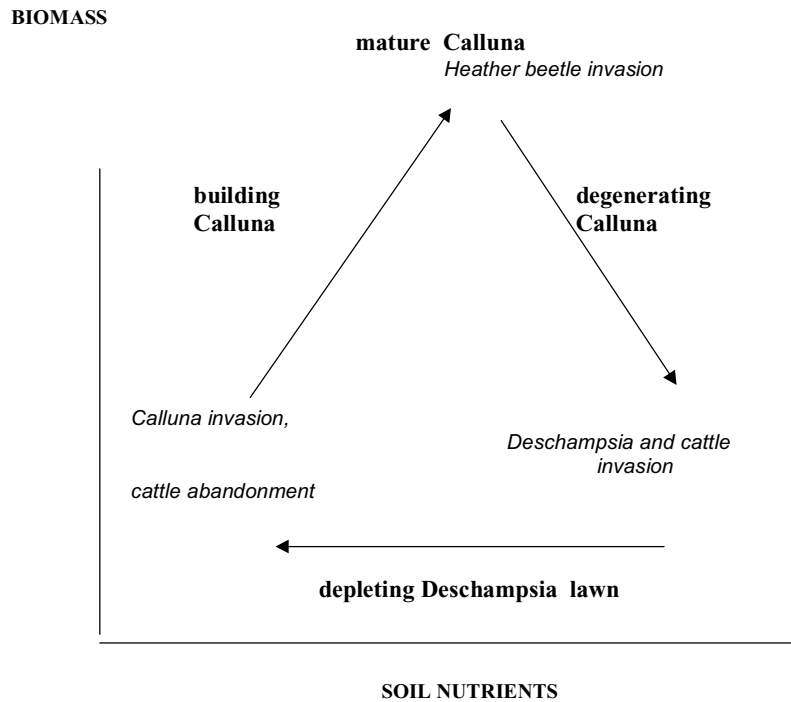 BIOMASS
mature Calluna
Heather beetle invasion
building
Calluna
degenerating
Calluna
Calluna invasion,
Deschampsia and cattle
invasion
cattle abandonment
depleting Deschampsia lawn
SOIL NUTRIENTS